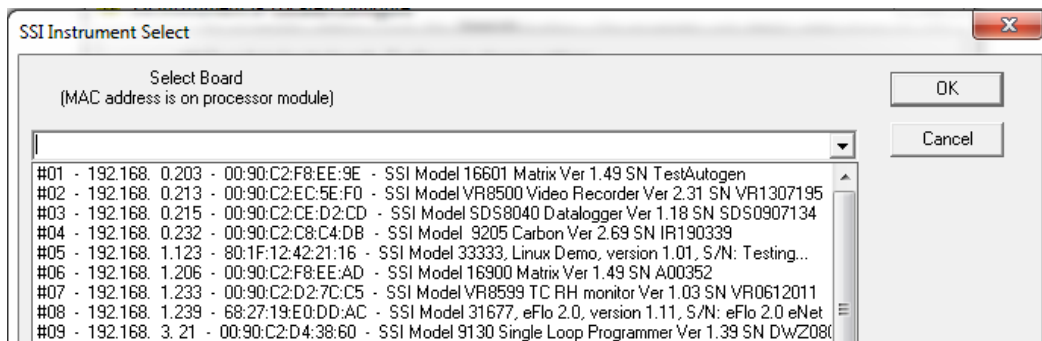 SSI Instrument Select
Select Board
(MAC address is on processor module)
OK
Cancel
#01 - 192.168. 0.203 - 00:90:C2:F8:EE:9E - SSI Model 16601 Matrix Ver 1.49 SN TestAutogen
#02 - 192.168. 0.213 - 00:90:C2:EC:5E:F0 - SSI Model VR8500 Video Recorder Ver 2.31 SN VR1307195
#03 - 192.168. 0.215 - 00:90:C2:CE:D2:CD - SSI Model SDS8040 Datalogger Ver 1.18 SN SDS0907134
#04 - 192.168. 0.232 - 00:90:C2:C8:C4:DB - SSI Model  9205 Carbon Ver 2.69 SN IR190339
#05 - 192.168. 1.123 - 80:1F:12:42:21:16 - SSI Model 33333, Linux Demo, version 1.01, S/N: Testing...
#06 - 192.168. 1.206 - 00:90:C2:F8:EE:AD - SSI Model 16900 Matrix Ver 1.49 SN A00352
#07 - 192.168. 1.233 - 00:90:C2:D2:7C:C5 - SSI Model VR8599 TC RH monitor Ver 1.03 SN VR0612011
#08 - 192.168. 1.239 - 68:27:19:E0:DD:AC - SSI Model 31677, eFlo 2.0, version 1.11, S/N: eFlo 2.0 eNet
#09 - 192.168. 3. 21 - 00:90:C2:D4:38:60 - SSI Model 9130 Single Loop Programmer Ver 1.39 SN